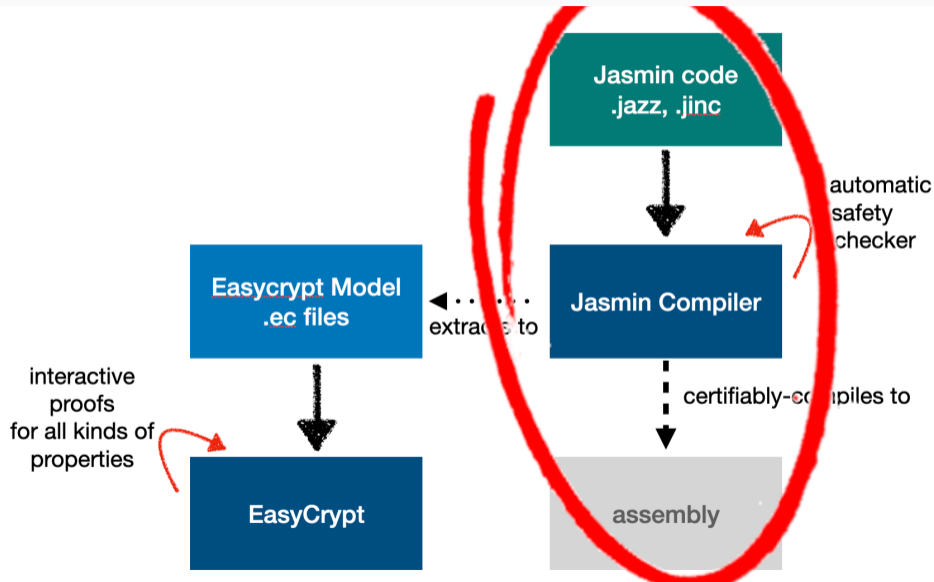 Jasmin code
.jazz, .jinc
automatic
safety
checker
Easycrypt Model
.ec files
extracts to
Jasmin Compiler
interactive
proofs
for all kinds of
properties
certifiably-compiles to
EasyCrypt
assembly